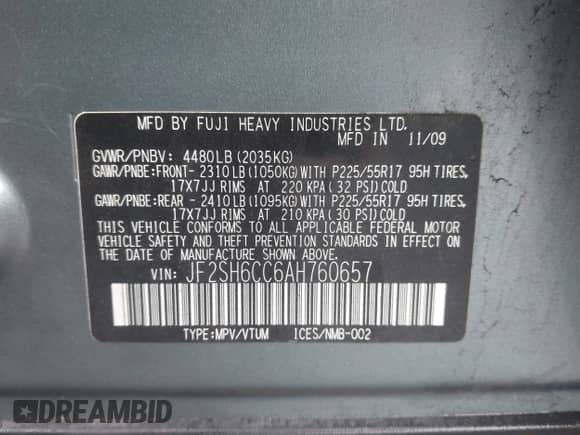 MFD BY FUJI HEAVY INDUSTRIES LTD.
MFD IN 11/09
GVWR/PNBV: 4480LB(2035KG)
GAWR/PNBE:FRONT- 2310LB(1050KG)WITH P225/55R17 95H TIRES,
17X7JJ RIMS AT 220 KPA(32 PSI)COLD
GAWR/PNBE:REAR - 2410LB(1095KG)WITH P225/55R17 95H TIRES,
17X7JJ RIMS AT 210 KPA(30 PSI)COLD
THIS VEHICLE CONFORMS TO ALL APPLICABLE FEDERAL MOTOR
VEHICLE SAFETY AND THEFT PREVENTION STANDARDS IN EFFECT ON
THE DATE OF MANUFACTURE SHOWN ABOVE.
VIN: JF2SH6CC6AH760657
TYPE:MPV/VTUM ICES/NMB-002
DREAMBID